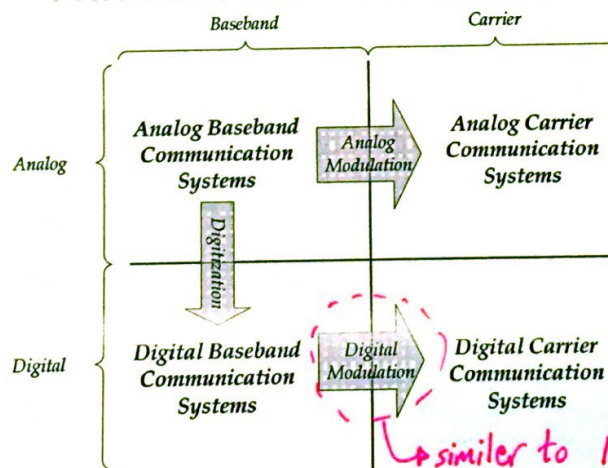 Baseband
Carrier
Analog
Analog Baseband
Communication
Systems
Analog
Modulation
Analog Carrier
Communication
Systems
Digitization
Digital
Digital Baseband
Communication
Systems
Digital
Modulation
Digital Carrier
Communication
Systems
similer to